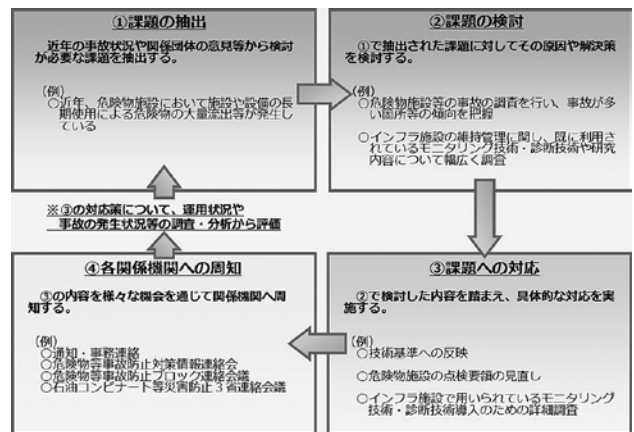 ①課題の抽出
近年の事故状況や関係団体の意見等から検討
が必要な課題を抽出する。
(例)
○近年、危険物施設において施設や設備の長
期使用による危険物の大量流出等が発生し
ている
②課題の検討
①で抽出された課題に対してその原因や解決策
を検討する。
(例)
○危険物施設等の事故の調査を行い、事故が多
い箇所等の傾向を把握
○インフラ施設の維持管理に関し、既に利用さ
れているモニタリング技術・診断技術や研究
内容について幅広く調査
※③の対応策について、運用状況や
事故の発生状況等の調査・分析から評価
④各関係機関への周知
③の内容を様々な機会を通じて関係機関へ周
知する。
(例)
○通知・事務連絡
○危険物等事故防止対策情報連絡会
○危険物等事故防止ブロック連絡会議
○石油コンビナート等災害防止3省連絡会議
③課題への対応
②で検討した内容を踏まえ、具体的な対応を実
施する。
(例)
○技術基準への反映
○危険物施設の点検要領の見直し
○インフラ施設で用いられているモニタリング
技術・診断技術導入のための詳細調査